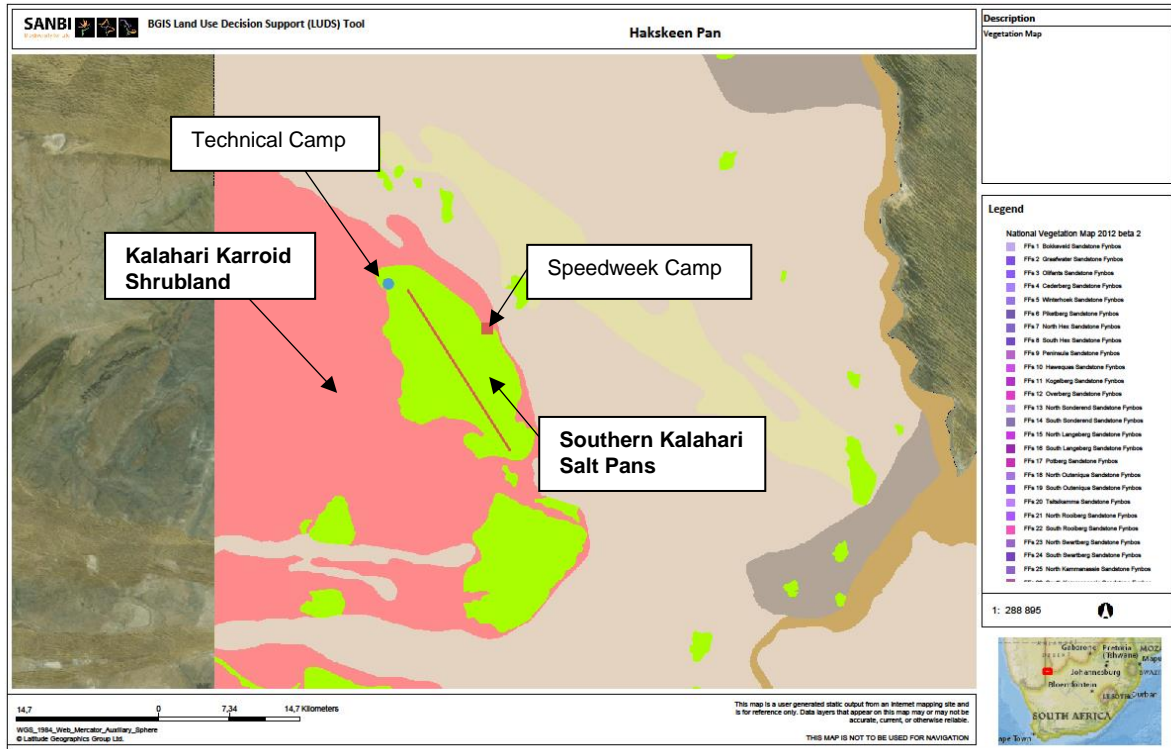 SANBI
BGIS Land Use Decision Support (LUDS) Tool
Hakskeen Pan
Description
Vegetation Map
Technical Camp
Kalahari Karroid
Shrubland
Speedweek Camp
Southern Kalahari
Salt Pans
Legend
National Vegetation Map 2012 beta 2
FFs 1 Bokkeveld Sandstone Fynbos
FFs 2 Graafwater Sandstone Fynbos
FFs 3 Olifants Sandstone Fynbos
FFs 4 Cederberg Sandstone Fynbos
FFs 5 Winterhoek Sandstone Fynbos
FFs 6 Piketberg Sandstone Fynbos
FFs 7 North Hex Sandstone Fynbos
FFs 8 South Hex Sandstone Fynbos
FFs 9 Peninsula Sandstone Fynbos
FFs 10 Hawequas Sandstone Fynbos
FFs 11 Kogelberg Sandstone Fynbos
FFs 12 Overberg Sandstone Fynbos
FFs 13 North Sonderend Sandstone Fynbos
FFs 14 South Sonderend Sandstone Fynbos
FFs 15 North Langeberg Sandstone Fynbos
FFs 16 South Langeberg Sandstone Fynbos
FFs 17 Potberg Sandstone Fynbos
FFs 18 North Outeniqua Sandstone Fynbos
FFs 19 South Outeniqua Sandstone Fynbos
FFs 20 Tsitsikamma Sandstone Fynbos
FFs 21 North Rooiberg Sandstone Fynbos
FFs 22 South Rooiberg Sandstone Fynbos
FFs 23 North Swartberg Sandstone Fynbos
FFs 24 South Swartberg Sandstone Fynbos
FFs 25 North Kammanassie Sandstone Fynbos
1: 288 895
Gaborone Pretoria MOZ
(Tshwane) Maps
Johannesburg SWAZI
Bloemfontein
LESOTHO Durban
SOUTH AFRICA
ape Town
14,7 0 7,34 14,7 Kilometers
WGS_1984_Web_Mercator_Auxiliary_Sphere
© Latitude Geographics Group Ltd.
This map is a user generated static output from an Internet mapping site and
is for reference only. Data layers that appear on this map may or may not be
accurate, current, or otherwise reliable.
THIS MAP IS NOT TO BE USED FOR NAVIGATION